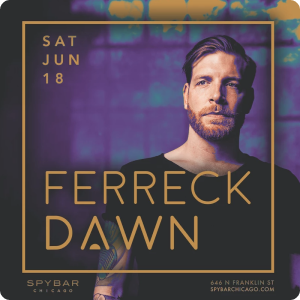 SAT
JUN
18
FERRECK
DAWN
SPYBAR
CHICAGO
646 N FRANKLIN ST
SPYBARCHICAGO.COM